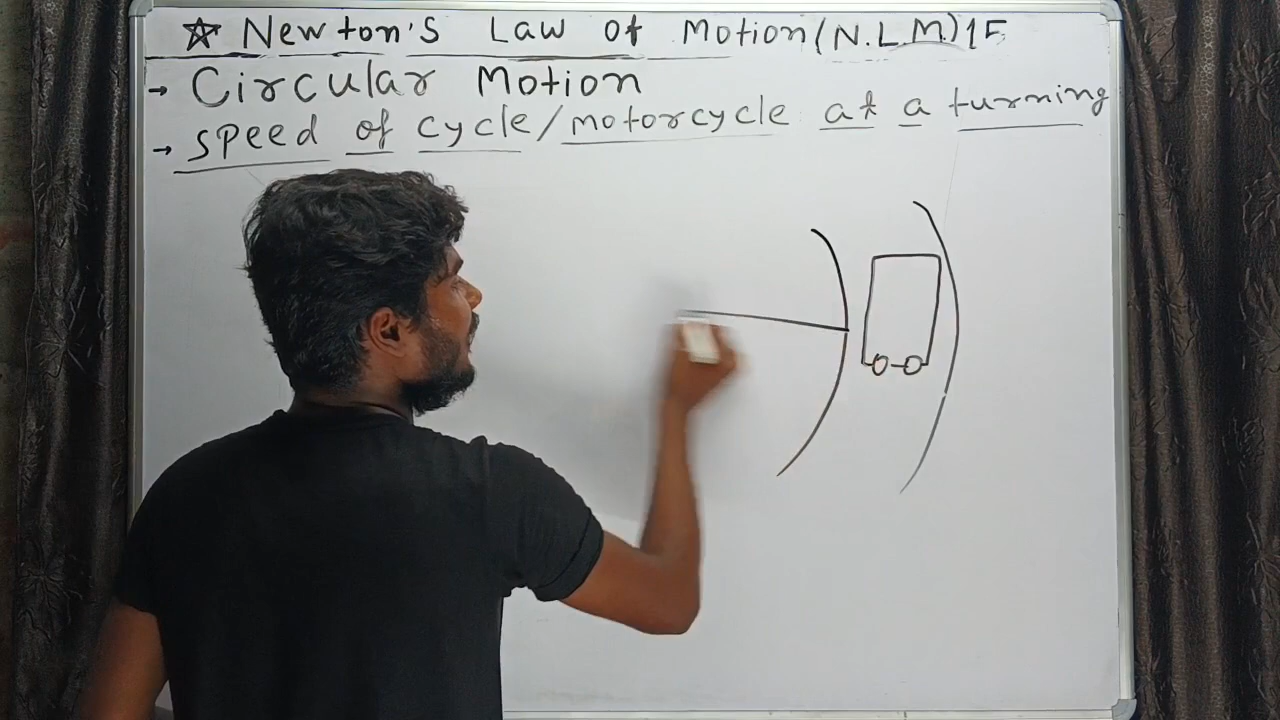 ☆ Newton's Law of Motion(N.L.M)15
→ Circular Motion
→ speed of cycle/motorcycle at a turning